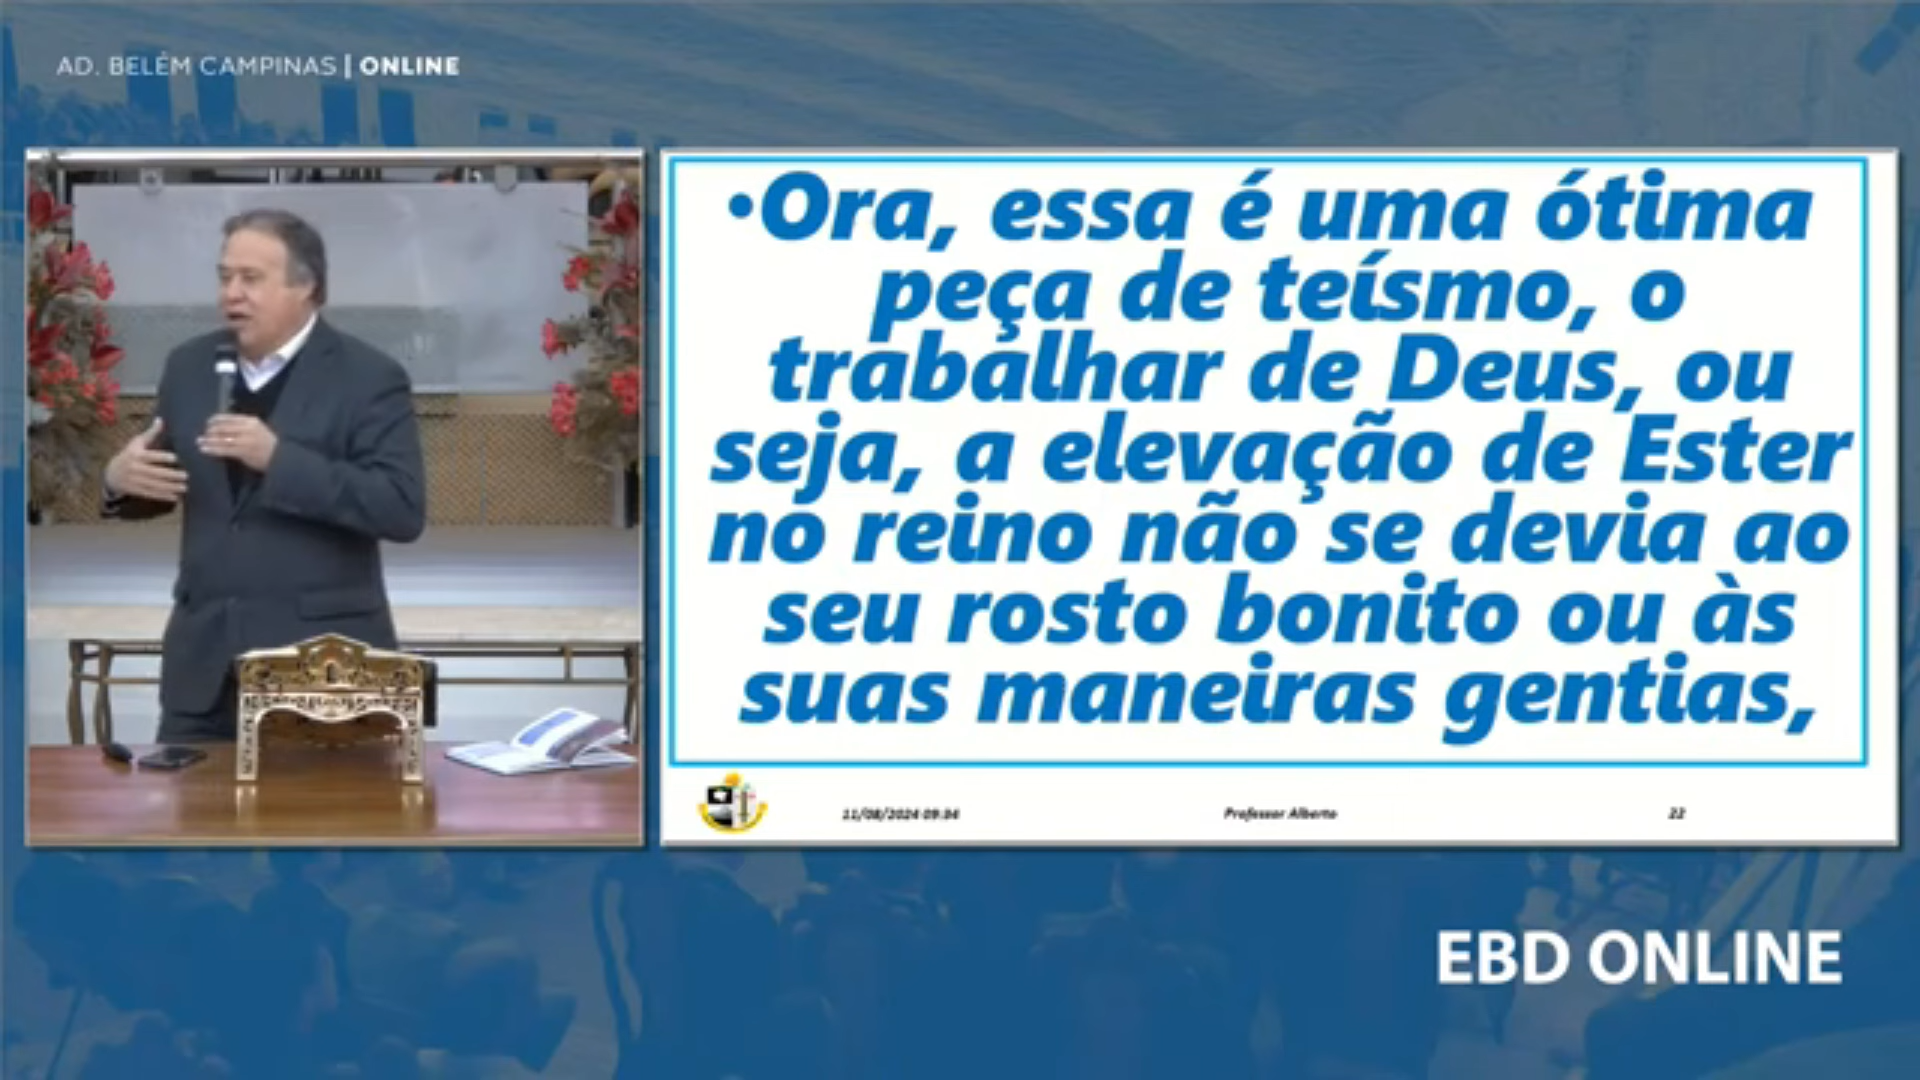 AD. BELÉM CAMPINAS | ONLINE
•Ora, essa é uma ótima
peça de teísmo, o
trabalhar de Deus, ou
seja, a elevação de Ester
no reino não se devia ao
seu rosto bonito ou às
suas maneiras gentias,
11/08/2024 09:34
Professor Alberto
22
EBD ONLINE